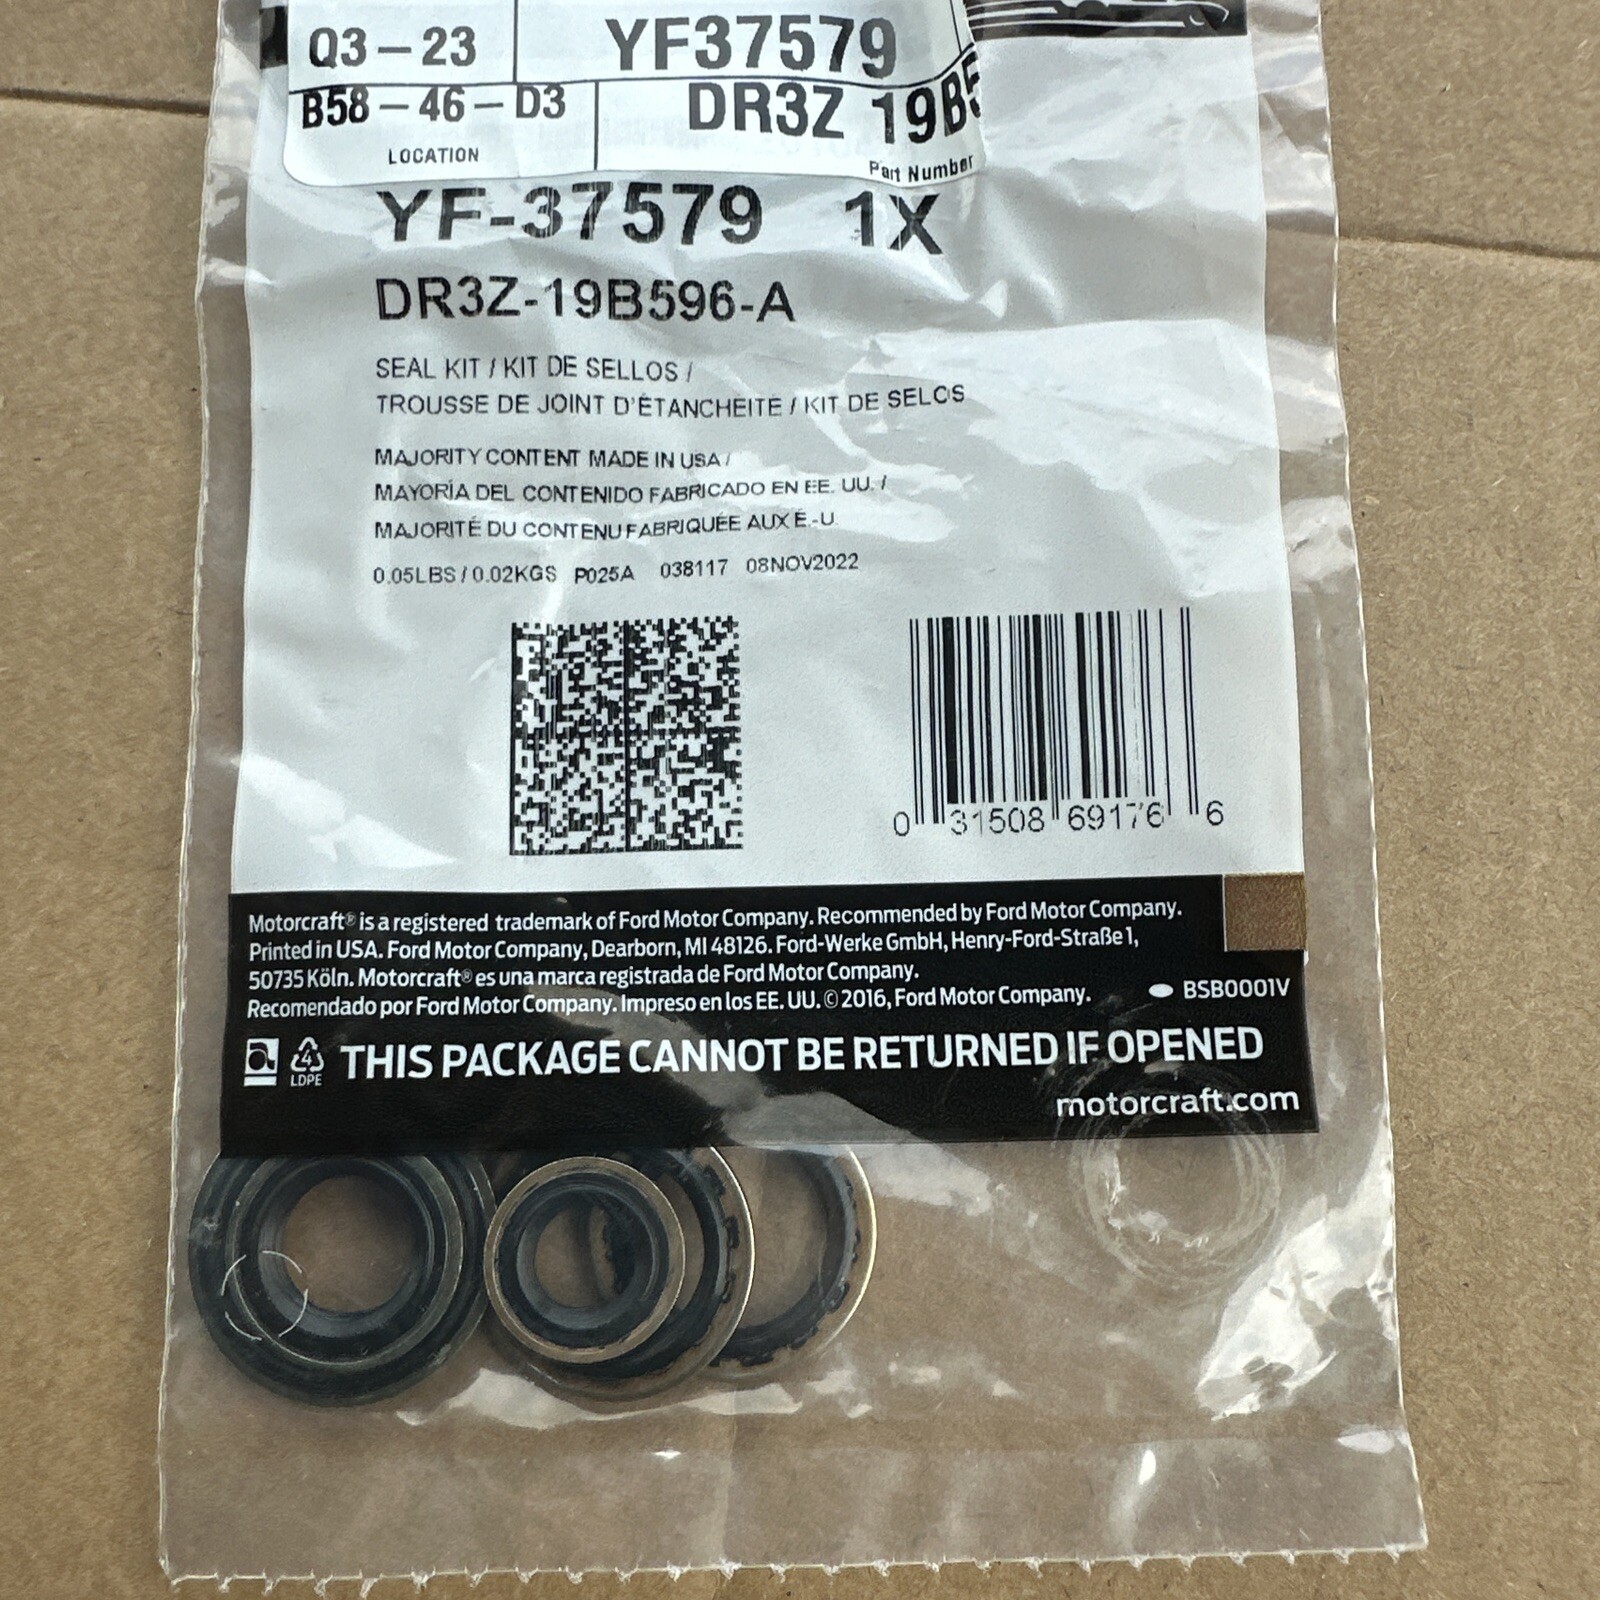 Q3-23 YF37579
B58-46-D3 DR3Z 19B5
LOCATION Part Number
YF-37579 1X
DR3Z-19B596-A
SEAL KIT / KIT DE SELLOS /
TROUSSE DE JOINT D'ÉTANCHEITÉ / KIT DE SELOS
MAJORITY CONTENT MADE IN USA /
MAYORÍA DEL CONTENIDO FABRICADO EN EE. UU. /
MAJORITÉ DU CONTENU FABRIQUÉE AUX É.-U.
0.05LBS / 0.02KGS P025A 038117 08NOV2022
0 31508 69176 6
Motorcraft® is a registered trademark of Ford Motor Company. Recommended by Ford Motor Company.
Printed in USA. Ford Motor Company, Dearborn, MI 48126. Ford-Werke GmbH, Henry-Ford-Straße 1,
50735 Köln. Motorcraft® es una marca registrada de Ford Motor Company.
Recomendado por Ford Motor Company. Impreso en los EE. UU. © 2016, Ford Motor Company. BSB0001V
4
LDPE
THIS PACKAGE CANNOT BE RETURNED IF OPENED
motorcraft.com